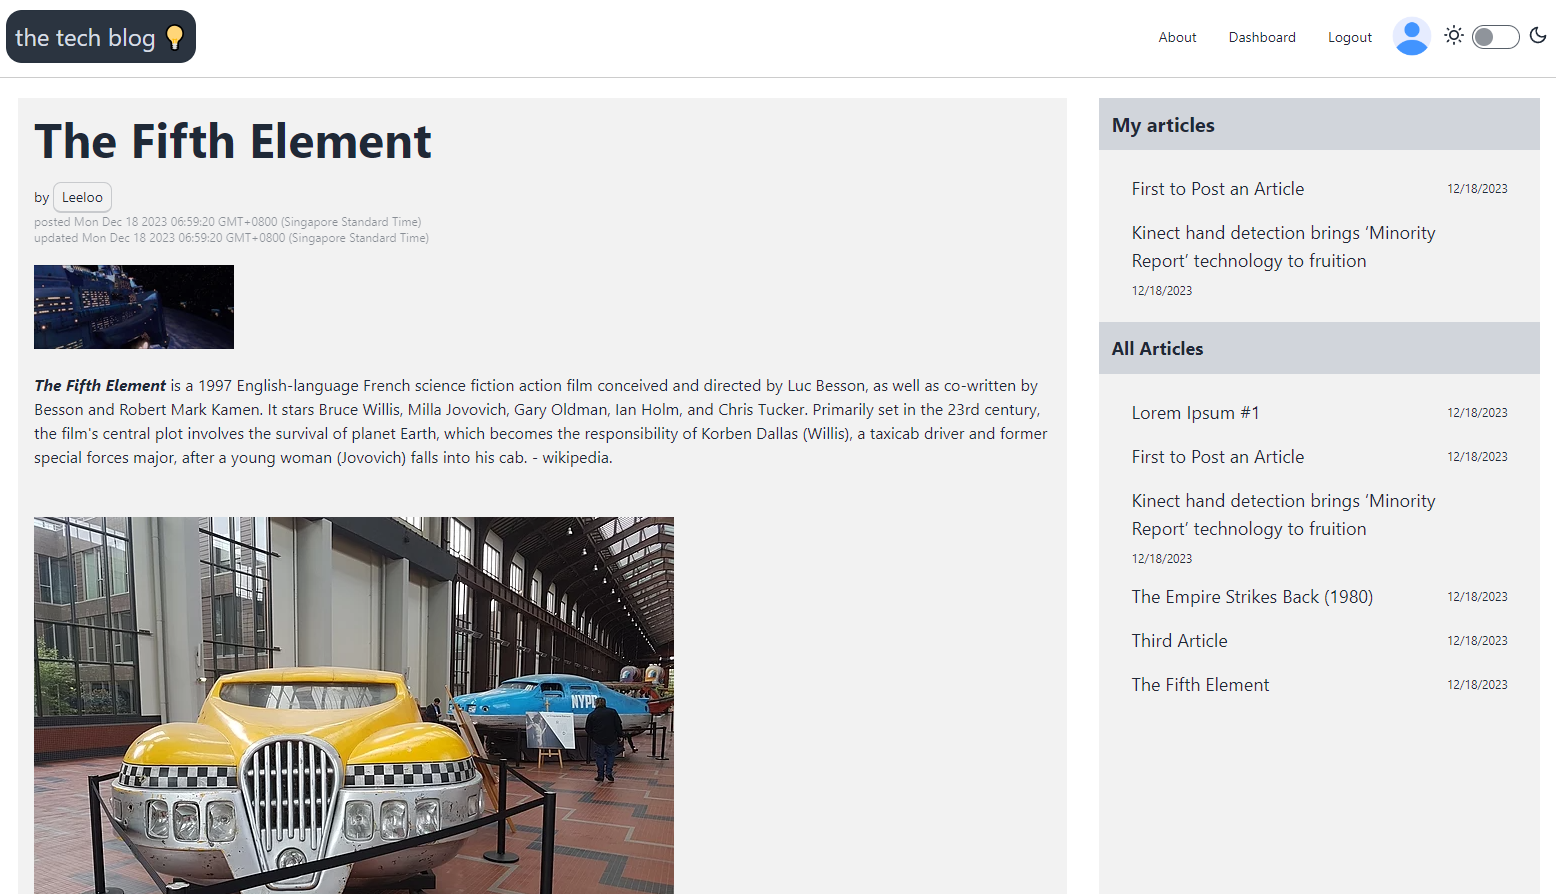 the tech blog
About
Dashboard
Logout
The Fifth Element
by Leeloo
posted Mon Dec 18 2023 06:59:20 GMT+0800 (Singapore Standard Time)
updated Mon Dec 18 2023 06:59:20 GMT+0800 (Singapore Standard Time)
The Fifth Element is a 1997 English-language French science fiction action film conceived and directed by Luc Besson, as well as co-written by
Besson and Robert Mark Kamen. It stars Bruce Willis, Milla Jovovich, Gary Oldman, Ian Holm, and Chris Tucker. Primarily set in the 23rd century,
the film's central plot involves the survival of planet Earth, which becomes the responsibility of Korben Dallas (Willis), a taxicab driver and former
special forces major, after a young woman (Jovovich) falls into his cab. - wikipedia.
NYPD
My articles
First to Post an Article 12/18/2023
Kinect hand detection brings ‘Minority
Report’ technology to fruition
12/18/2023
All Articles
Lorem Ipsum #1 12/18/2023
First to Post an Article 12/18/2023
Kinect hand detection brings ‘Minority
Report’ technology to fruition
12/18/2023
The Empire Strikes Back (1980) 12/18/2023
Third Article 12/18/2023
The Fifth Element 12/18/2023